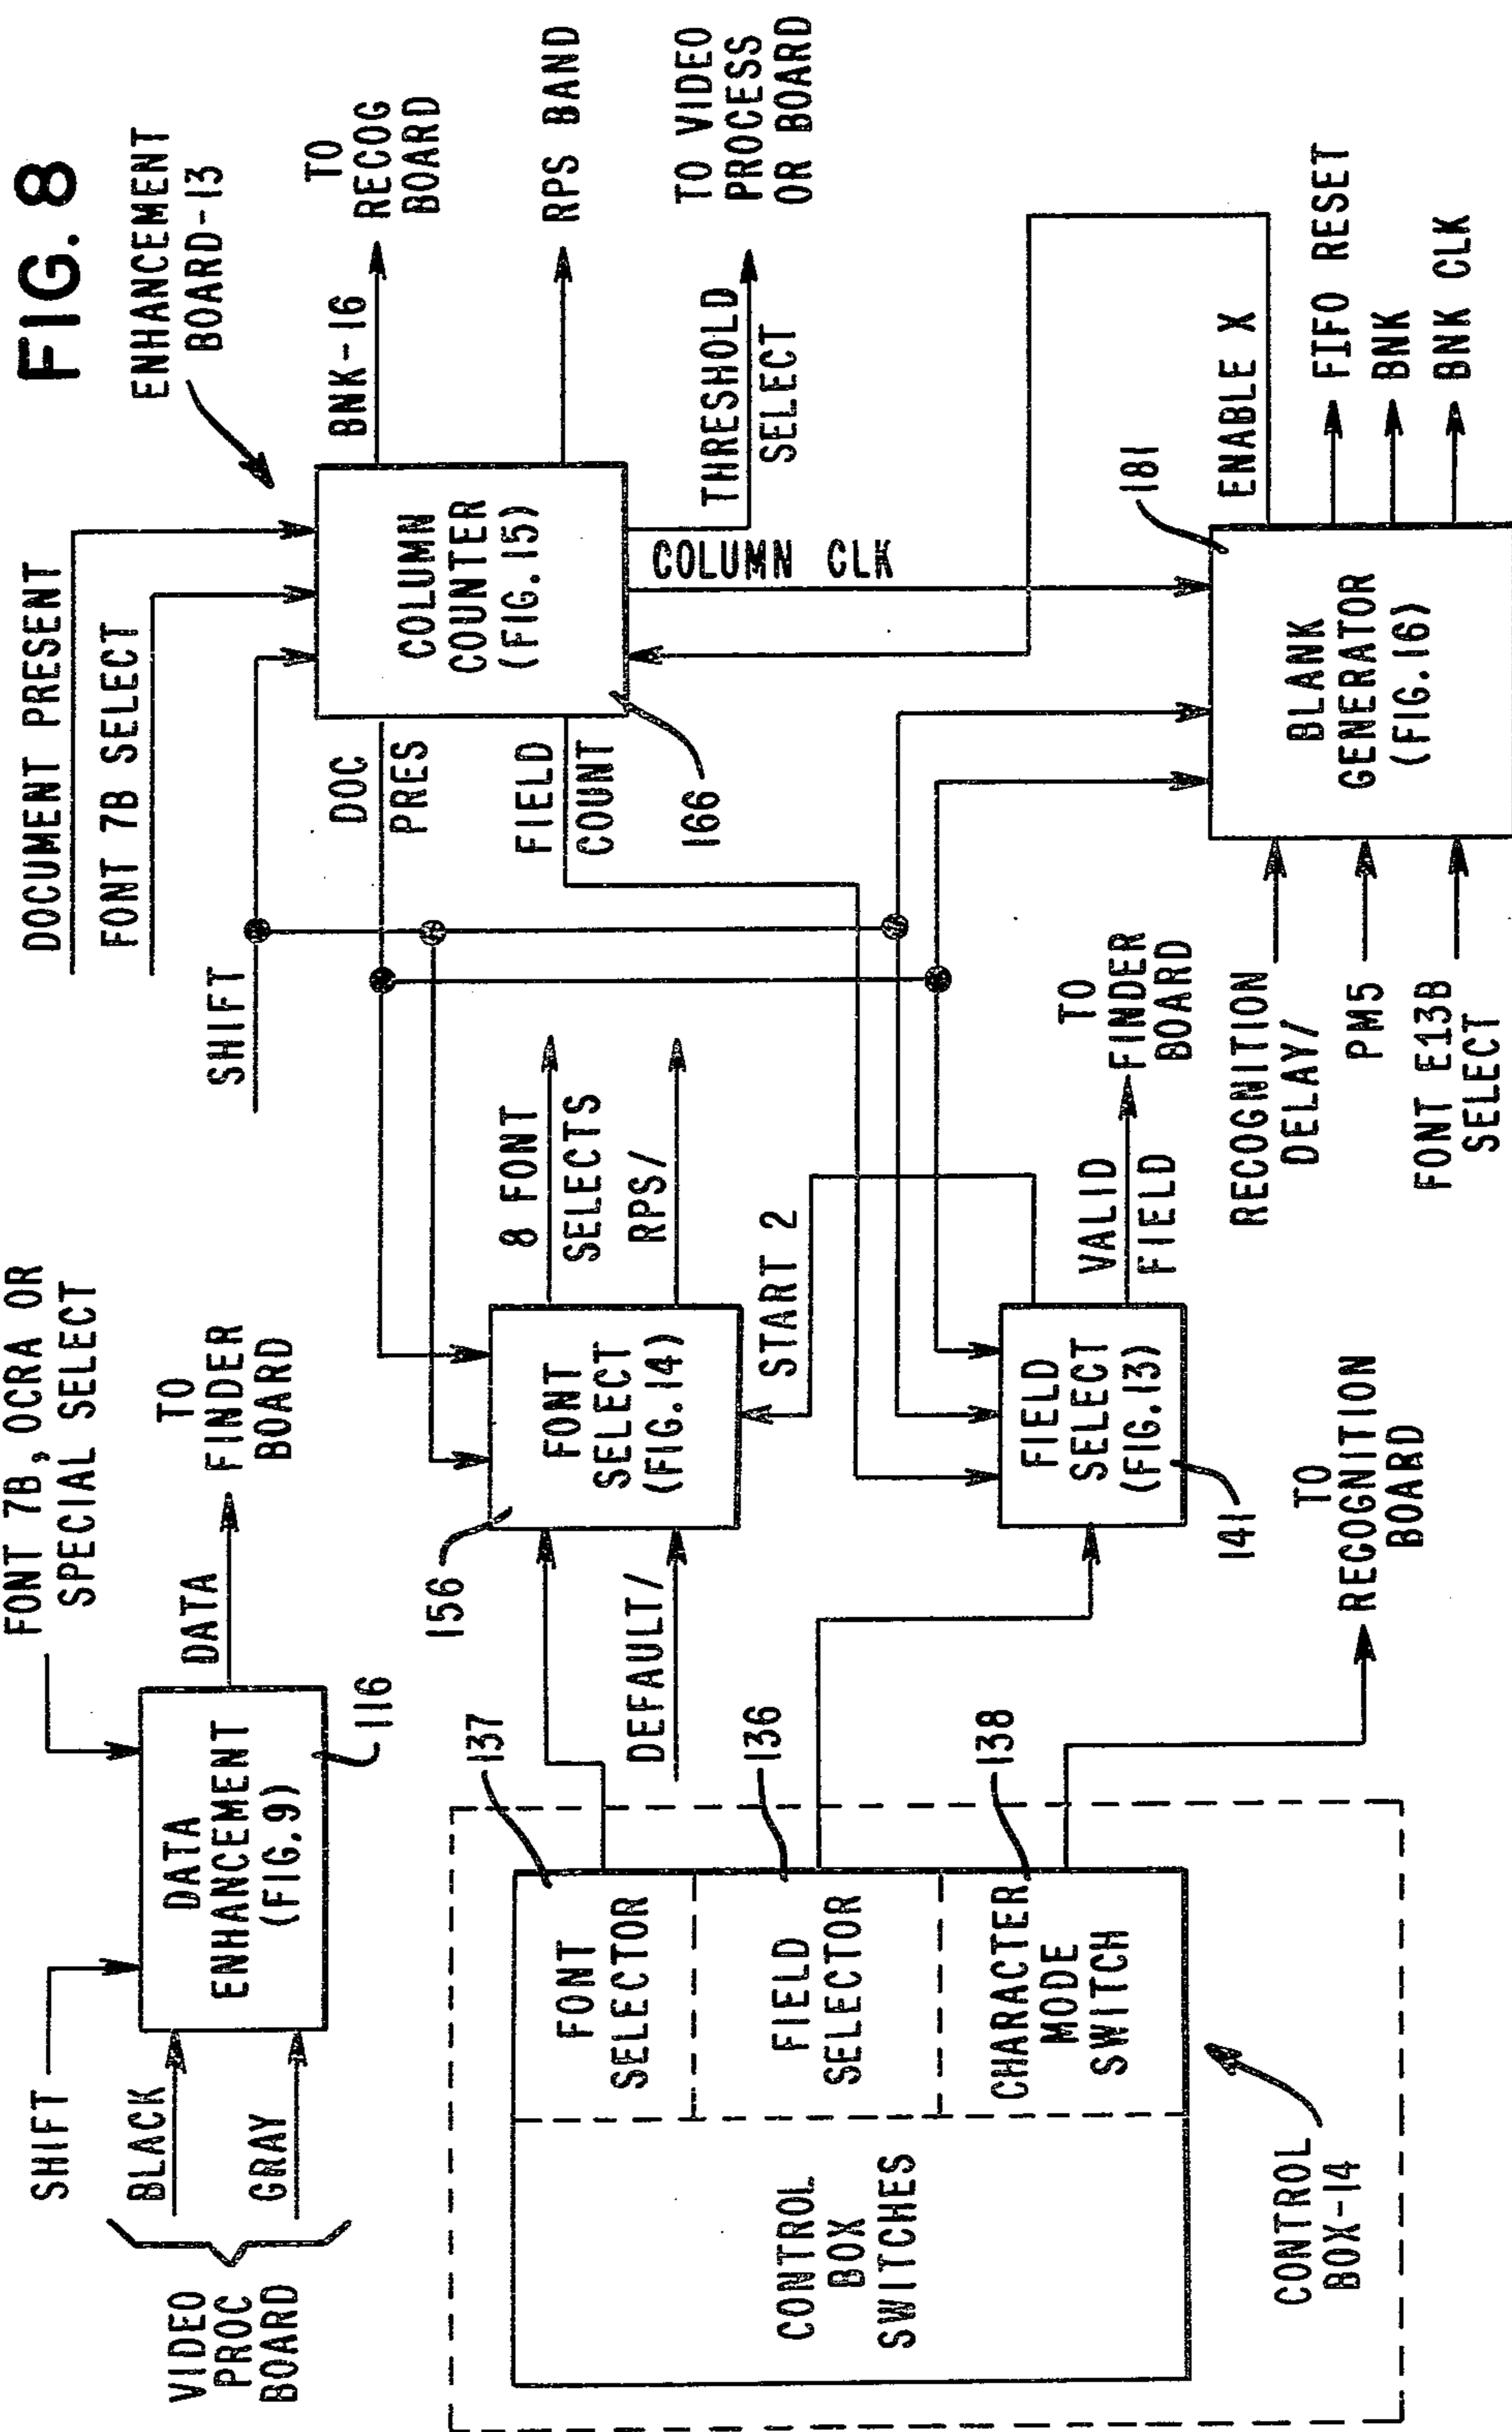 FIG. 8
ENHANCEMENT
BOARD-13
FONT 7B, OCRA OR
SPECIAL SELECT
SHIFT
BLACK
GRAY
VIDEO
PROC
BOARD
DATA
ENHANCEMENT
(FIG.9)
116
DATA
TO
FINDER
BOARD
DOCUMENT PRESENT
FONT 7B SELECT
SHIFT
COLUMN
COUNTER
(FIG.15)
166
DOC
PRES
FIELD
COUNT
BNK-16
TO
RECOG
BOARD
RPS BAND
THRESHOLD
SELECT
TO VIDEO
PROCESS
OR BOARD
COLUMN CLK
CONTROL
BOX
SWITCHES
FONT
SELECTOR
137
FIELD
SELECTOR
136
CHARACTER
MODE
SWITCH
138
CONTROL
BOX-14
DEFAULT/
156
FONT
SELECT
(FIG.14)
8 FONT
SELECTS
RPS/
START 2
FIELD
SELECT
(FIG.13)
141
VALID
FIELD
TO
FINDER
BOARD
TO
RECOGNITION
BOARD
RECOGNITION
DELAY/
PM5
FONT E13B
SELECT
BLANK
GENERATOR
(FIG.16)
181
ENABLE X
FIFO RESET
BNK
BNK CLK